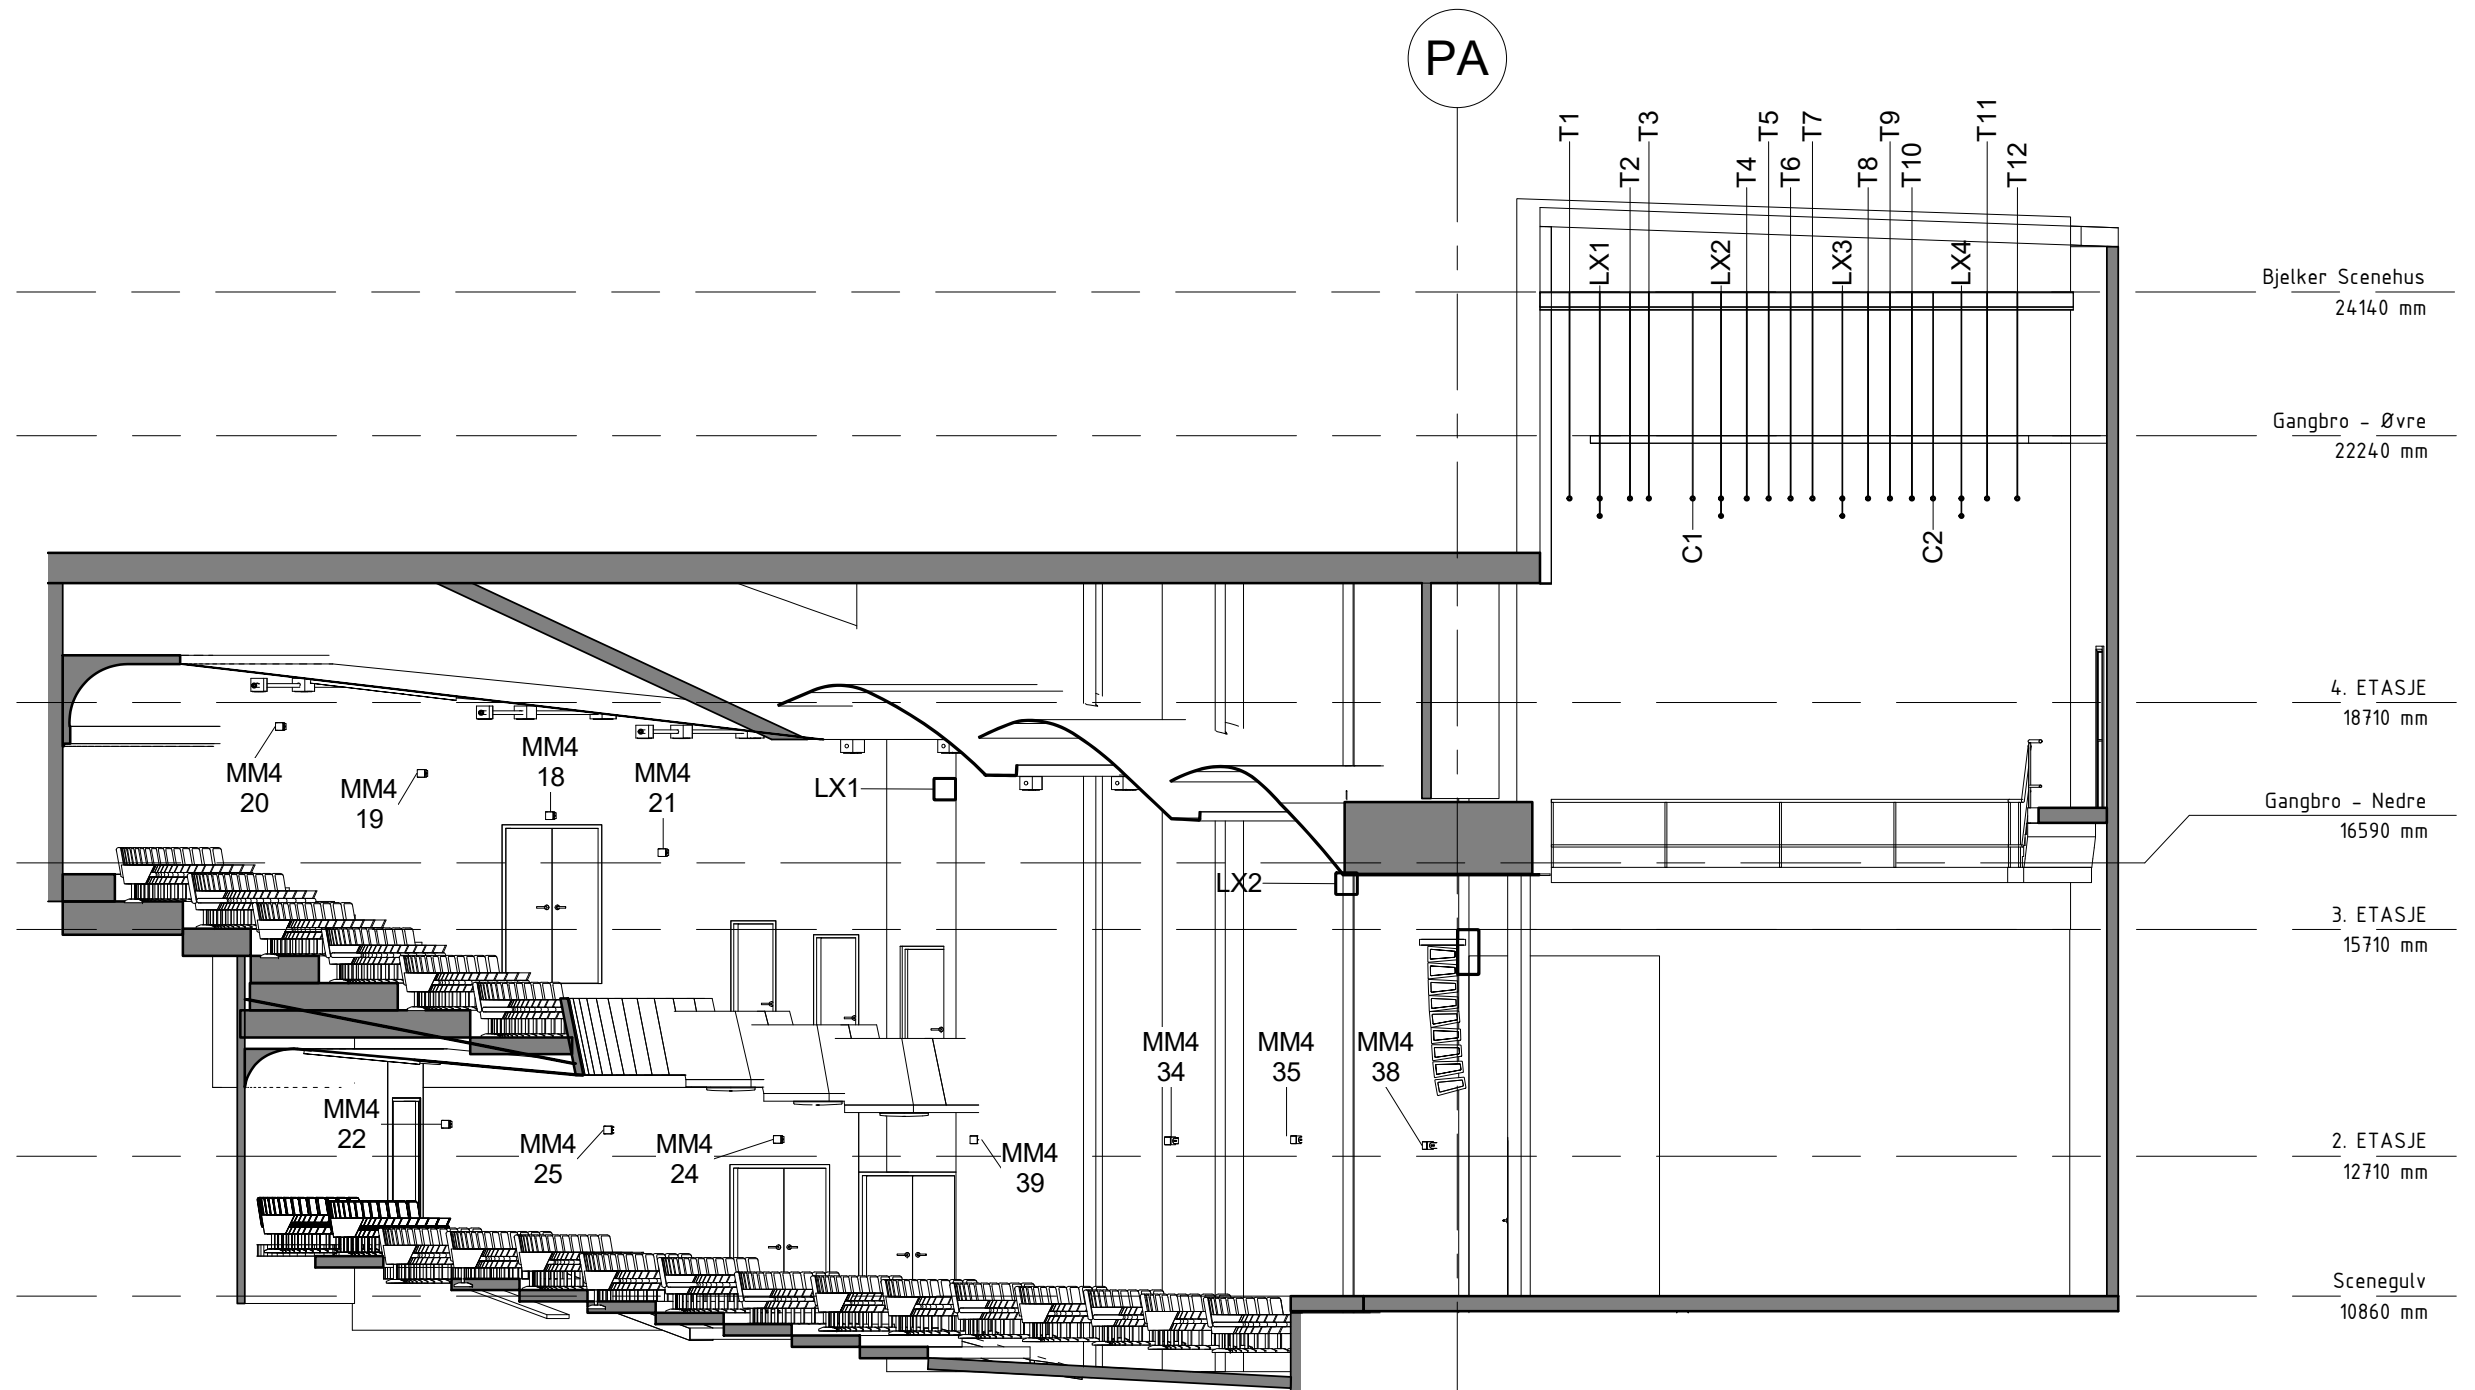 PA
T1
T2
T3
T4
T5
T6
T7
T8
T9
T10
T11
T12
LX1
LX2
LX3
LX4
Bjelker Scenehus
24140 mm
Gangbro - Øvre
22240 mm
C1
C2
4. ETASJE
18710 mm
MM4
20
MM4
19
MM4
18
MM4
21
LX1
Gangbro - Nedre
16590 mm
LX2
3. ETASJE
15710 mm
MM4
34
MM4
35
MM4
38
MM4
22
MM4
25
MM4
24
MM4
39
2. ETASJE
12710 mm
Scenegulv
10860 mm